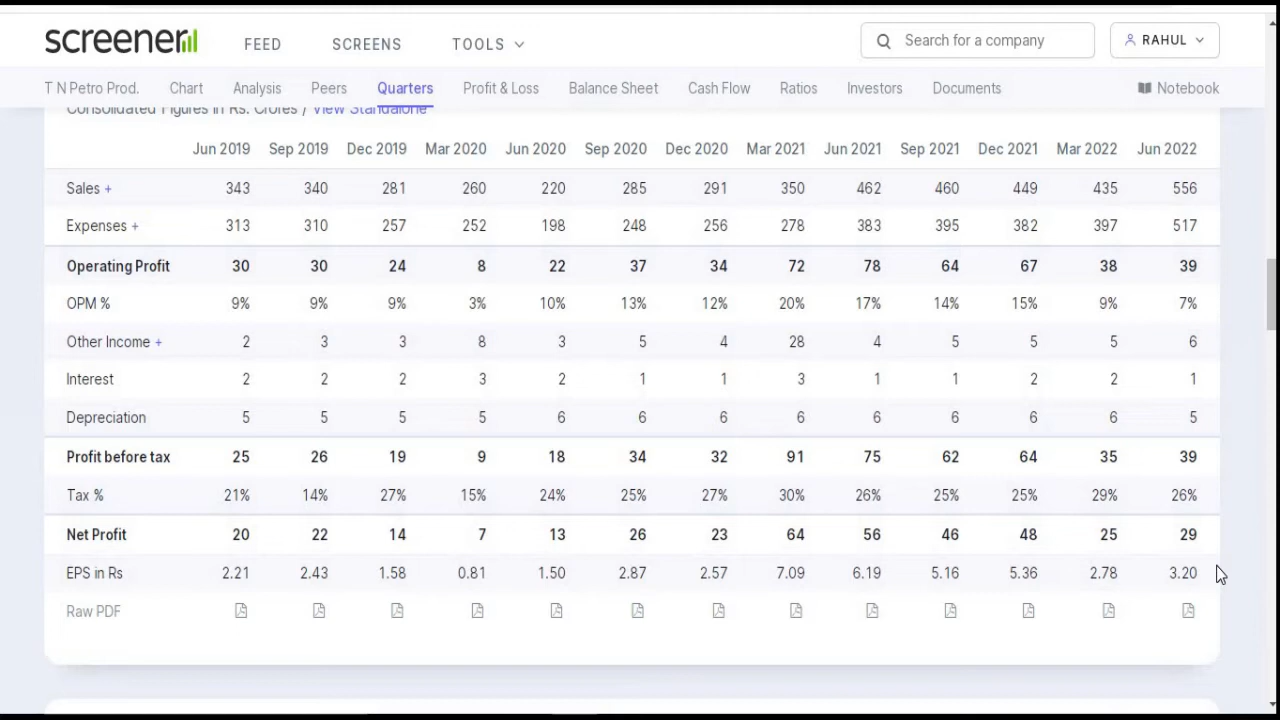 screener FEED SCREENS TOOLS Search for a company RAHUL
T N Petro Prod. Chart Analysis Peers Quarters Profit & Loss Balance Sheet Cash Flow Ratios Investors Documents Notebook
Consolidated Figures in Rs. Crores / View Standalone
Jun 2019 Sep 2019 Dec 2019 Mar 2020 Jun 2020 Sep 2020 Dec 2020 Mar 2021 Jun 2021 Sep 2021 Dec 2021 Mar 2022 Jun 2022
Sales + 343 340 281 260 220 285 291 350 462 460 449 435 556
Expenses + 313 310 257 252 198 248 256 278 383 395 382 397 517
Operating Profit 30 30 24 8 22 37 34 72 78 64 67 38 39
OPM % 9% 9% 9% 3% 10% 13% 12% 20% 17% 14% 15% 9% 7%
Other Income + 2 3 3 8 3 5 4 28 4 5 5 5 6
Interest 2 2 2 3 2 1 1 3 1 1 2 2 1
Depreciation 5 5 5 5 6 6 6 6 6 6 6 6 5
Profit before tax 25 26 19 9 18 34 32 91 75 62 64 35 39
Tax % 21% 14% 27% 15% 24% 25% 27% 30% 26% 25% 25% 29% 26%
Net Profit 20 22 14 7 13 26 23 64 56 46 48 25 29
EPS in Rs 2.21 2.43 1.58 0.81 1.50 2.87 2.57 7.09 6.19 5.16 5.36 2.78 3.20
Raw PDF